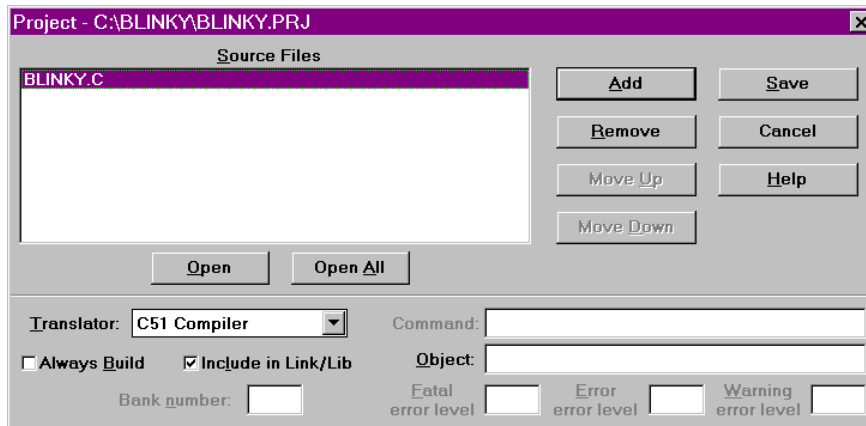 Project - C:\BLINKY\BLINKY.PRJ
Source Files
BLINKY.C
Add
Save
Remove
Cancel
Move Up
Help
Move Down
Open
Open All
Translator: C51 Compiler
Command:
Always Build
Include in Link/Lib
Object:
Bank number:
Fatal error level
Error error level
Warning error level